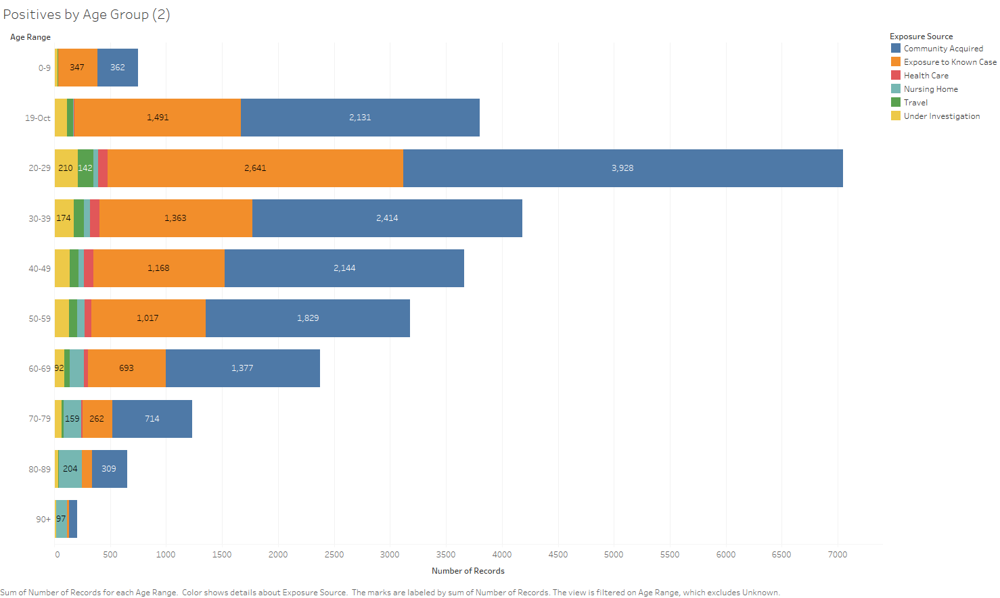 Positives by Age Group (2)
Age Range
Exposure Source
Community Acquired
Exposure to Known Case
Health Care
Nursing Home
Travel
Under Investigation
0-9 347 362
19-Oct 1,491 2,131
20-29 210 142 2,641 3,928
30-39 174 1,363 2,414
40-49 1,168 2,144
50-59 1,017 1,829
60-69 92 693 1,377
70-79 159 262 714
80-89 204 309
90+ 97
0 500 1000 1500 2000 2500 3000 3500 4000 4500 5000 5500 6000 6500 7000
Number of Records
Sum of Number of Records for each Age Range. Color shows details about Exposure Source. The marks are labeled by sum of Number of Records. The view is filtered on Age Range, which excludes Unknown.